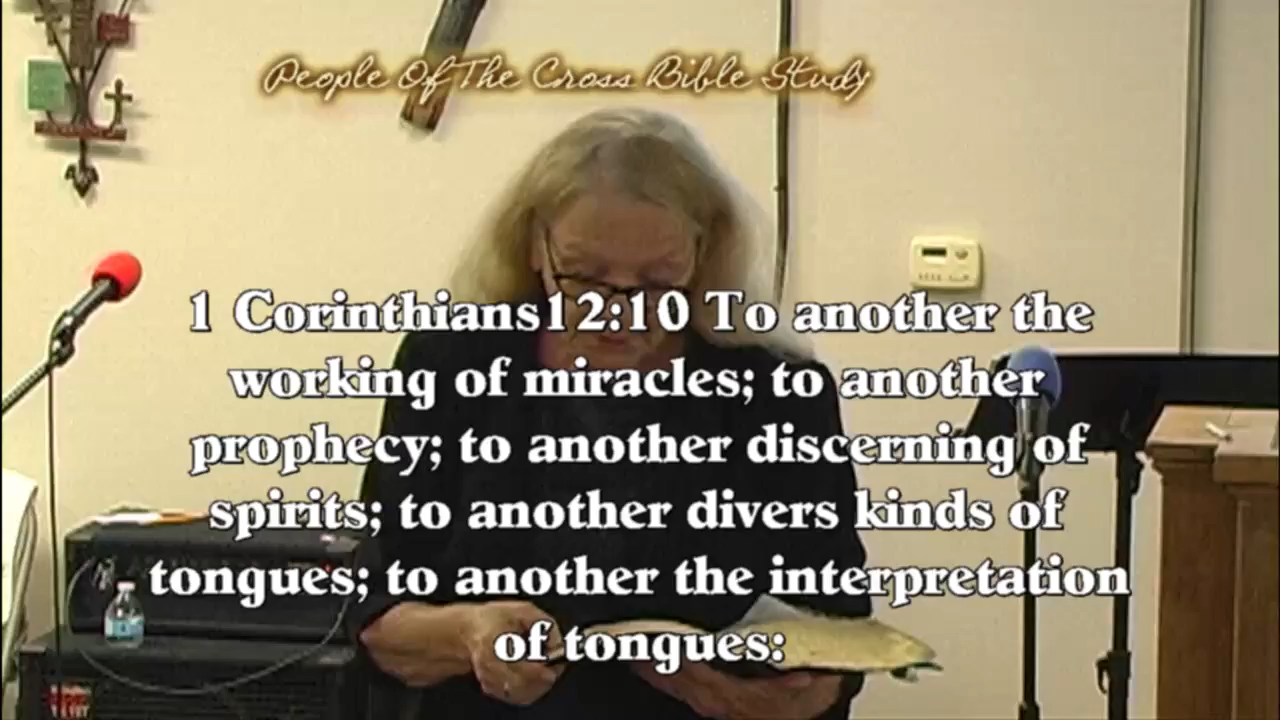 People Of The Cross Bible Study
1 Corinthians12:10 To another the
working of miracles; to another
prophecy; to another discerning of
spirits; to another divers kinds of
tongues; to another the interpretation
of tongues: